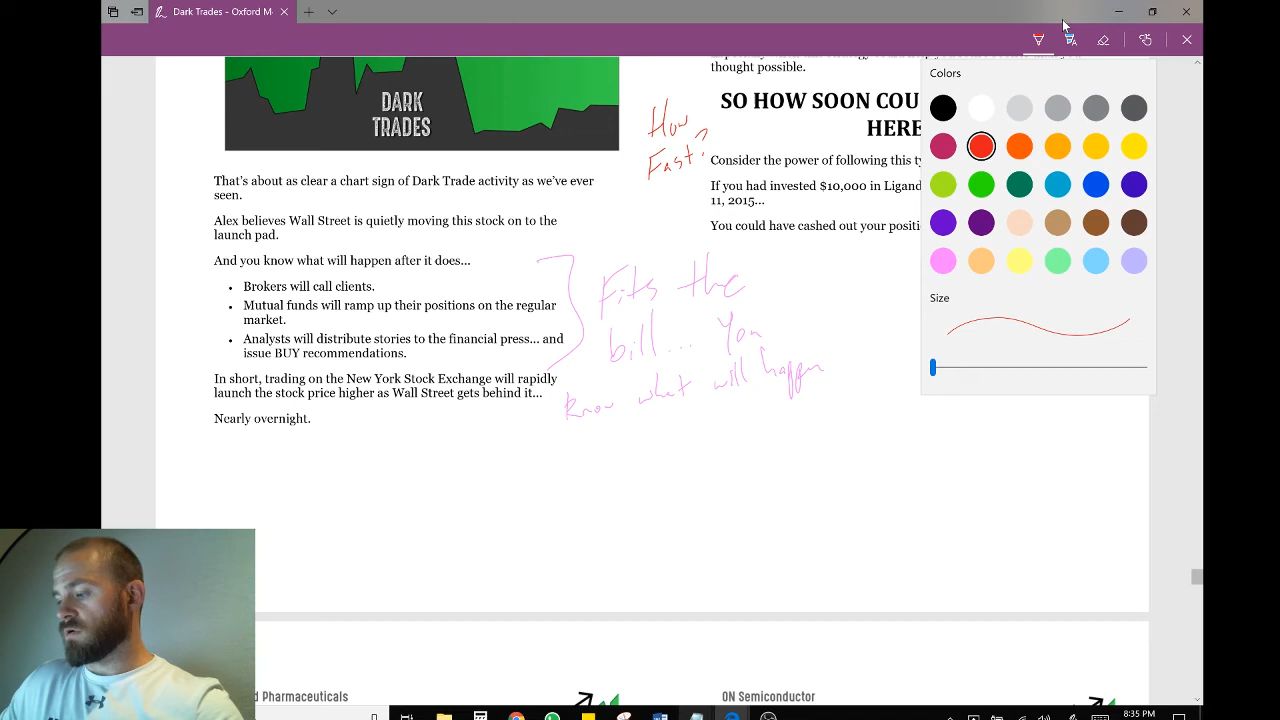 Dark Trades - Oxford M
DARK
TRADES
That's about as clear a chart sign of Dark Trade activity as we've ever
seen.
Alex believes Wall Street is quietly moving this stock on to the
launch pad.
And you know what will happen after it does...
• Brokers will call clients.
• Mutual funds will ramp up their positions on the regular
market.
• Analysts will distribute stories to the financial press... and
issue BUY recommendations.
In short, trading on the New York Stock Exchange will rapidly
launch the stock price higher as Wall Street gets behind it...
Nearly overnight.
Fits the
bill... You
know what will happen
How
Fast?
thought possible.
SO HOW SOON COU
HERE
Consider the power of following this ty
If you had invested $10,000 in Ligand
11, 2015...
You could have cashed out your positi
Colors
Size
d Pharmaceuticals
ON Semiconductor
8:35 PM